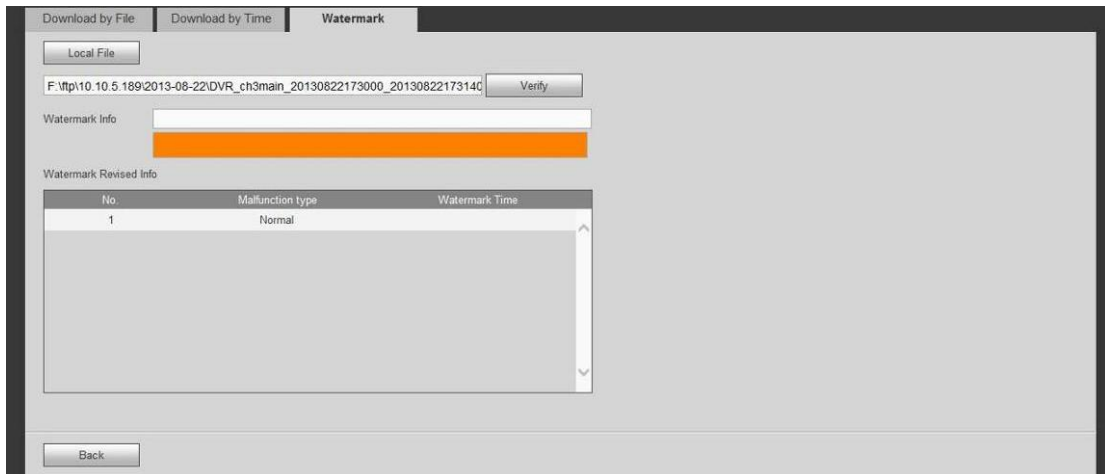 Download by File Download by Time Watermark
Local File
F:\ftp\10.10.5.189\2013-08-22\DVR_ch3main_20130822173000_20130822173140 Verify
Watermark Info
Watermark Revised Info
No. Malfunction type Watermark Time
1 Normal
Back